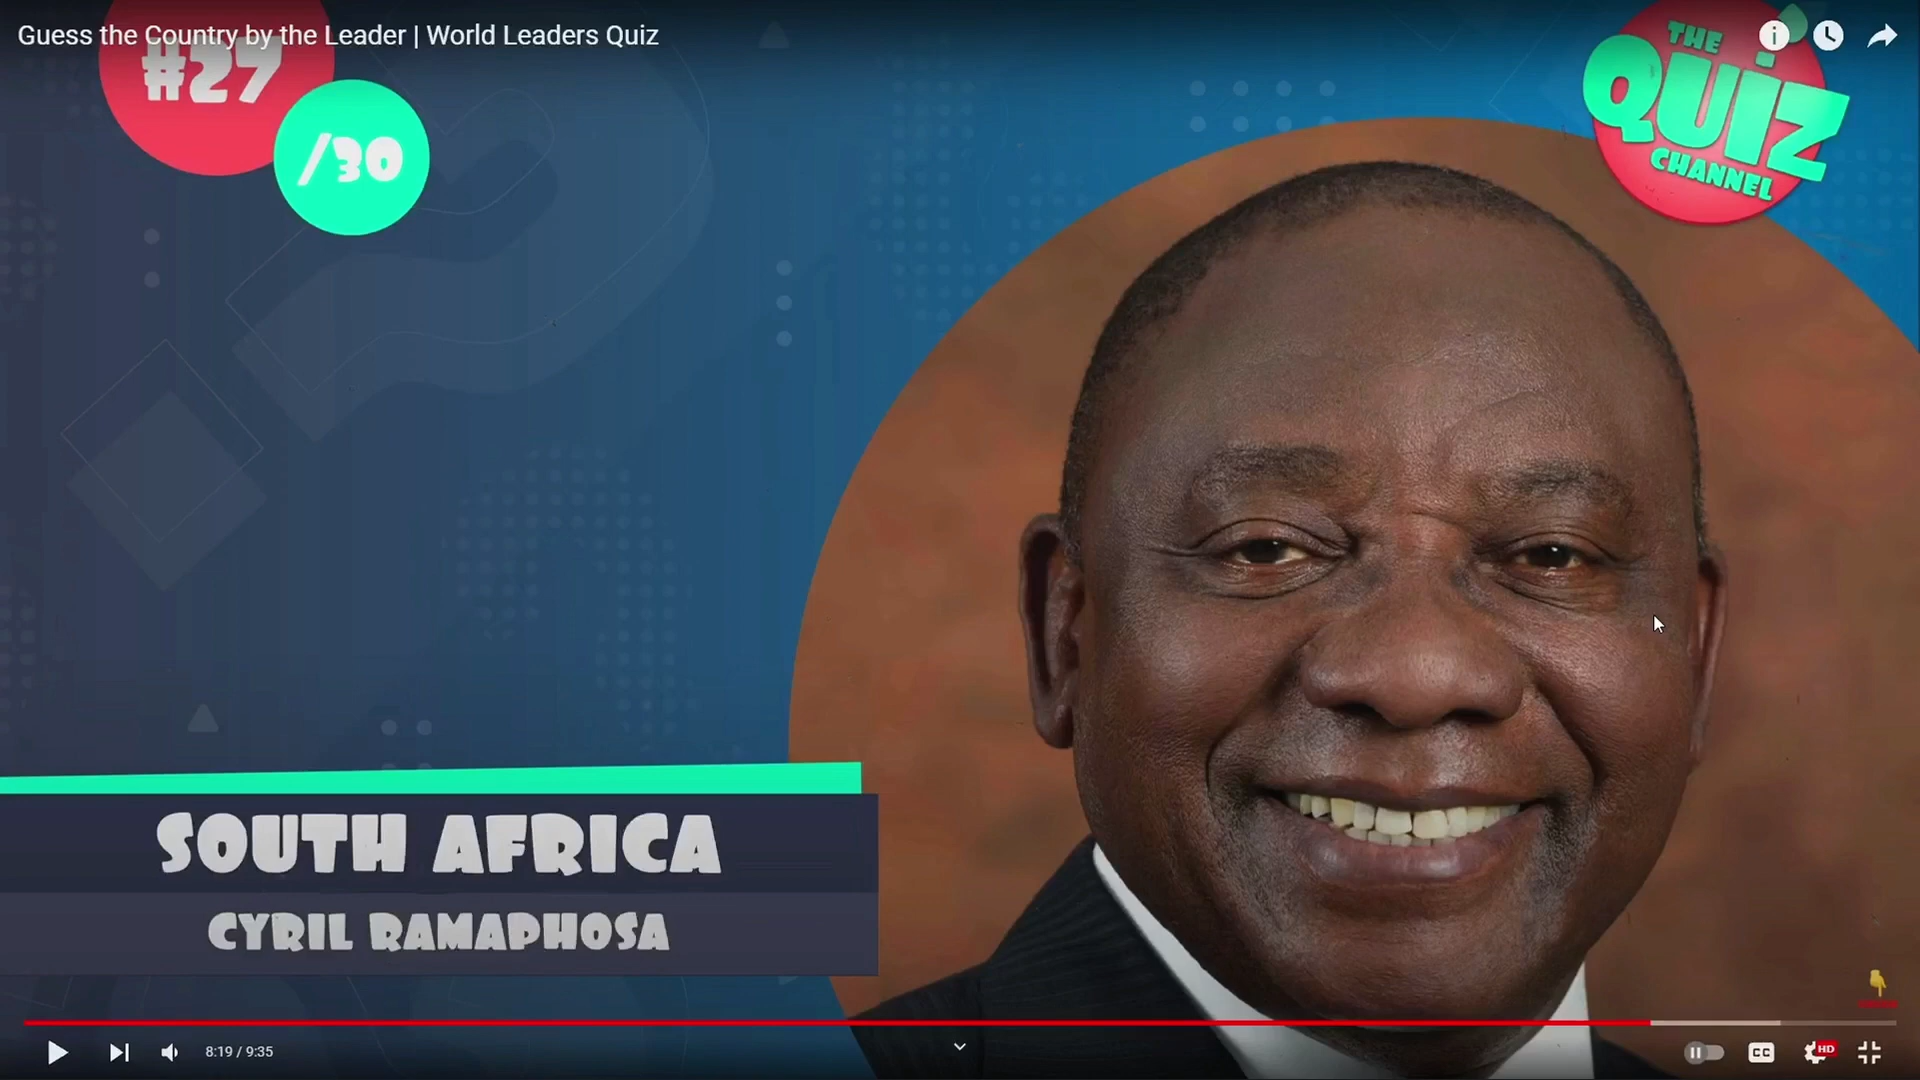 Guess the Country by the Leader | World Leaders Quiz
#27
/30
THE
QUIZ
CHANNEL
SOUTH AFRICA
CYRIL RAMAPHOSA
8:19 / 9:35
CC
HD